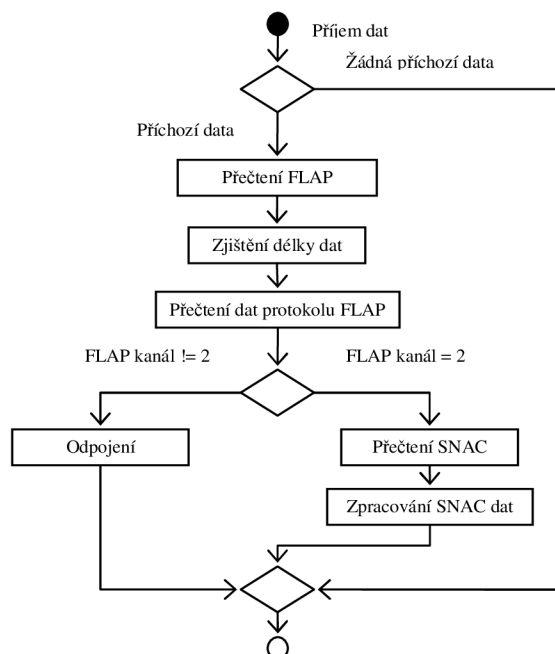 Příjem dat
Žádná příchozí data
Příchozí data
Přečtení FLAP
Zjištění délky dat
Přečtení dat protokolu FLAP
FLAP kanál != 2
FLAP kanál = 2
Odpojení
Přečtení SNAC
Zpracování SNAC dat